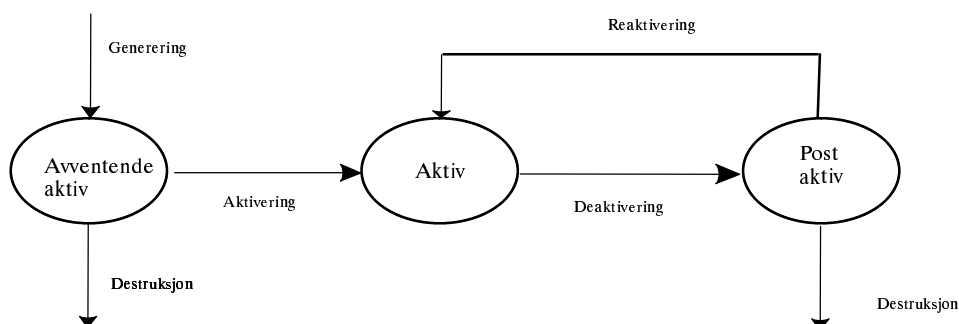 Generering
Reaktivering
Avventende
aktiv
Aktiv
Post
aktiv
Aktivering
Deaktivering
Destruksjon
Destruksjon